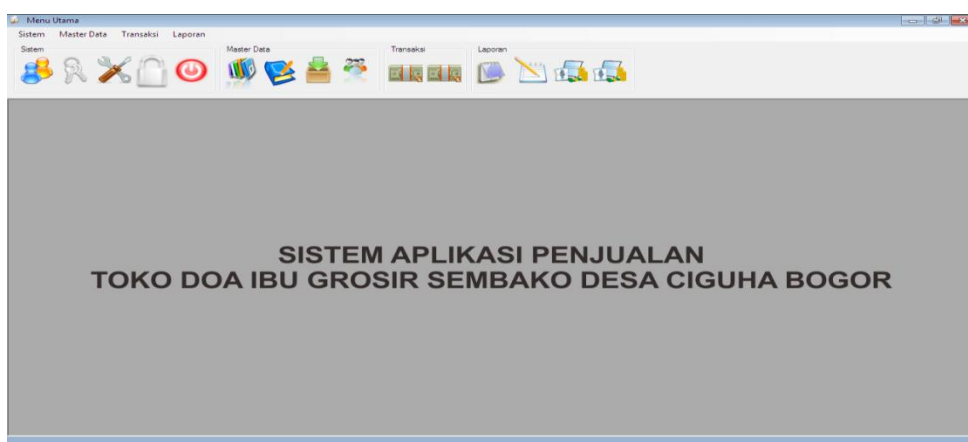 Menu Utama
Sistem Master Data Transaksi Laporan
Sistem Master Data Transaksi Laporan
SISTEM APLIKASI PENJUALAN
TOKO DOA IBU GROSIR SEMBAKO DESA CIGUHA BOGOR